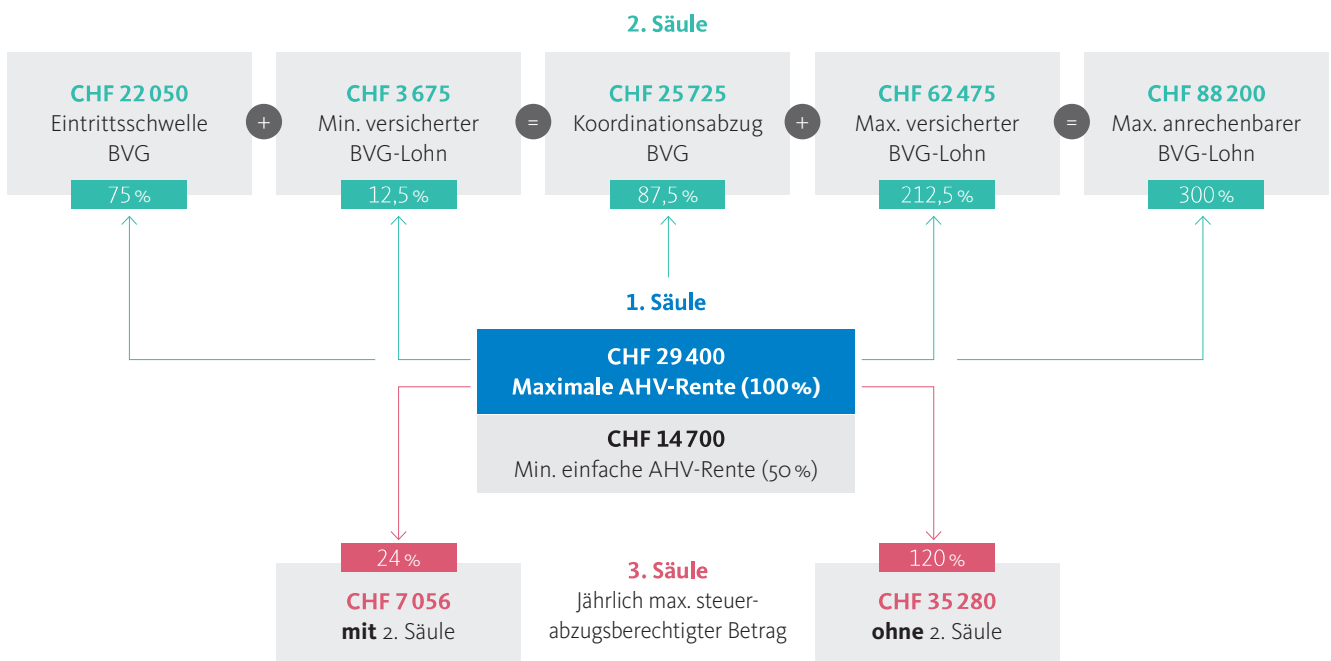 2. Säule
CHF 22 050
Eintrittsschwelle
BVG
75 %
+
CHF 3 675
Min. versicherter
BVG-Lohn
12,5 %
=
CHF 25 725
Koordinationsabzug
BVG
87,5 %
+
CHF 62 475
Max. versicherter
BVG-Lohn
212,5 %
=
CHF 88 200
Max. anrechenbarer
BVG-Lohn
300 %
1. Säule
CHF 29 400
Maximale AHV-Rente (100 %)
CHF 14 700
Min. einfache AHV-Rente (50 %)
24 %
CHF 7 056
mit 2. Säule
3. Säule
Jährlich max. steuer-
abzugsberechtigter Betrag
120 %
CHF 35 280
ohne 2. Säule